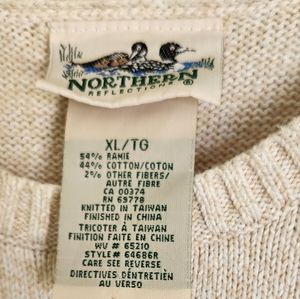 NORTHERN
REFLECTIONS ®
XL/TG
54% RAMIE
44% COTTON/COTON
2% OTHER FIBERS/
AUTRE FIBRE
CA 00374
RN 69778
KNITTED IN TAIWAN
FINISHED IN CHINA
TRICOTER À TAIWAN
FINITION FAITE EN CHINE
WV # 65210
STYLE# 64686R
CARE SEE REVERSE
DIRECTIVES DÉNTRETIÈN
AU VERSO